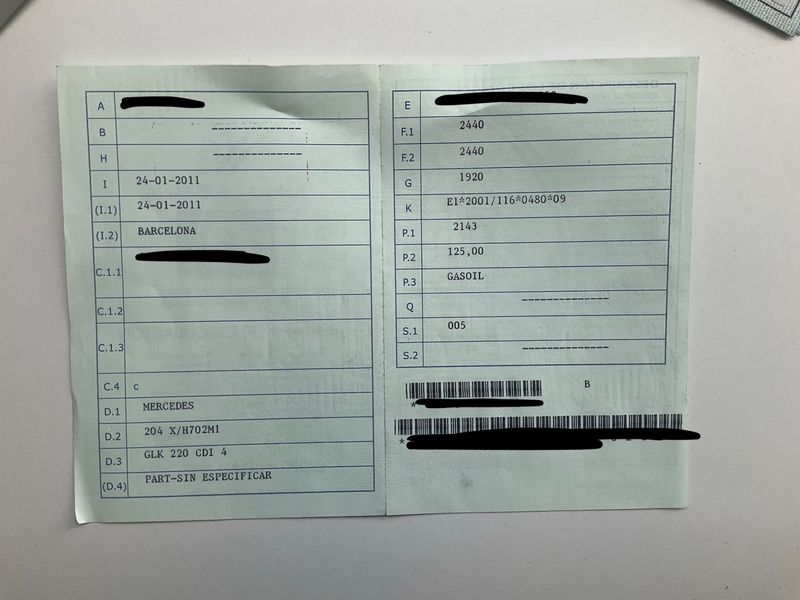 A
B --------------
H --------------
I 24-01-2011
(I.1) 24-01-2011
(I.2) BARCELONA
C.1.1
C.1.2
C.1.3
C.4 c
D.1 MERCEDES
D.2 204 X/H702M1
D.3 GLK 220 CDI 4
(D.4) PART-SIN ESPECIFICAR
E
F.1 2440
F.2 2440
G 1920
K E1*2001/116*0480*09
P.1 2143
P.2 125,00
P.3 GASOIL
Q --------------
S.1 005
S.2 --------------
B
*
*